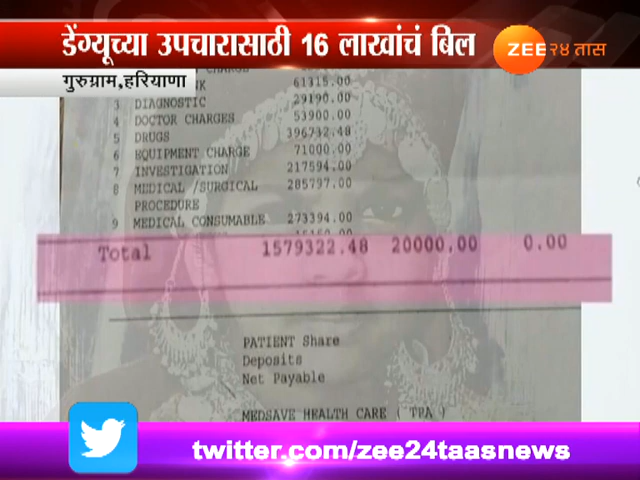 डेंग्यूच्या उपचारासाठी 16 लाखांचं बिल
ZEE २४ तास
गुरुग्राम,हरियाणा
61315.00
3 DIAGNOSTIC 29190.00
4 DOCTOR CHARGES 53900.00
5 DRUGS 396732.48
6 EQUIPMENT CHARGE 71000.00
7 INVESTIGATION 217594.00
8 MEDICAL /SURGICAL 285797.00
PROCEDURE
9 MEDICAL CONSUMABLE 273394.00
Total 1579322.48 20000.00 0.00
PATIENT Share
Deposits
Net Payable
MEDSAVE HEALTH CARE ( TPA )
twitter.com/zee24taasnews